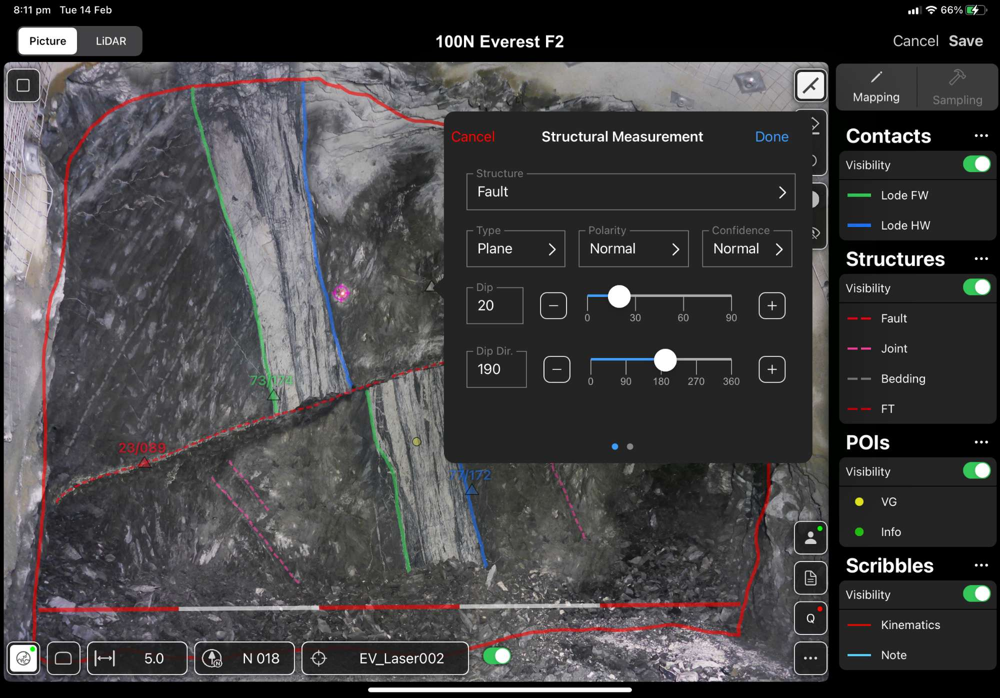 8:11 pm Tue 14 Feb
66%
Picture
LiDAR
100N Everest F2
Cancel
Save
Mapping
Sampling
Contacts
Visibility
Lode FW
Lode HW
Structures
Visibility
Fault
Joint
Bedding
FT
POIs
Visibility
VG
Info
Scribbles
Visibility
Kinematics
Note
Cancel
Structural Measurement
Done
Structure
Fault
Type
Plane
Polarity
Normal
Confidence
Normal
Dip
20
0 30 60 90
Dip Dir.
190
0 90 180 270 360
73/174
23/089
77/172
Q
5.0
N
N 018
EV_Laser002